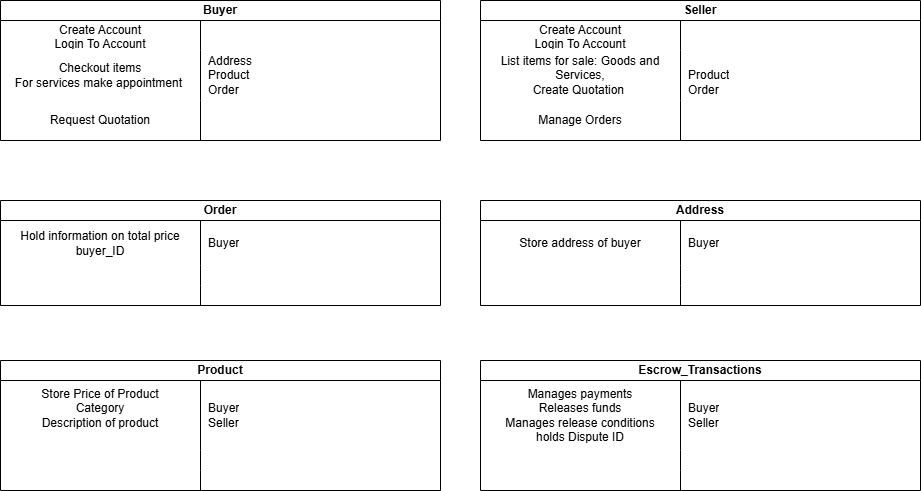 Buyer
Create Account
Login To Account
Checkout items
For services make appointment
Request Quotation
Address
Product
Order
Seller
Create Account
Login To Account
List items for sale: Goods and
Services,
Create Quotation
Manage Orders
Product
Order
Order
Hold information on total price
buyer_ID
Buyer
Address
Store address of buyer
Buyer
Product
Store Price of Product
Category
Description of product
Buyer
Seller
Escrow_Transactions
Manages payments
Releases funds
Manages release conditions
holds Dispute ID
Buyer
Seller